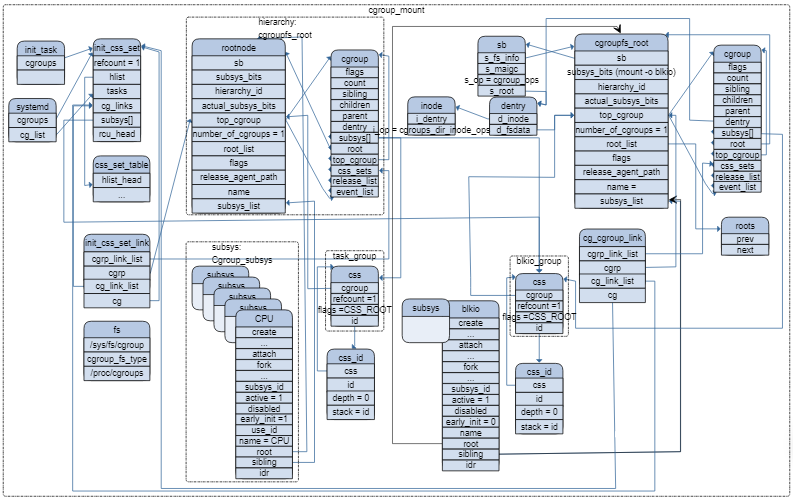 cgroup_mount
init_task
cgroups
systemd
cgroups
cg_list
init_css_set
refcount = 1
hlist
tasks
cg_links
subsys[]
rcu_head
css_set_table
hlist_head
...
init_css_set_link
cgrp_link_list
cgrp
cg_link_list
cg
fs
/sys/fs/cgroup
cgroup_fs_type
/proc/cgroups
hierarchy:
cgroupfs_root
rootnode
sb
subsys_bits
hierarchy_id
actual_subsys_bits
top_cgroup
number_of_cgroups = 1
root_list
flags
release_agent_path
name
subsys_list
cgroup
flags
count
sibling
children
parent
dentry
subsys[]
root
top_cgroup
css_sets
release_list
event_list
subsys:
Cgroup_subsys
subsys
subsys
subsys
subsys
CPU
create
...
attach
fork
...
subsys_id
active = 1
disabled
early_init =1
use_id
name = CPU
root
sibling
idr
task_group
css
cgroup
refcount =1
flags =CSS_ROOT
id
css_id
css
id
depth = 0
stack = id
sb
s_fs_info
s_maigc
s_op = cgroup_ops
s_root
inode
i_dentry
i_op = cgroups_dir_inode_ops
dentry
d_inode
d_fsdata
cgroupfs_root
sb
subsys_bits (mount -o blkio)
hierarchy_id
actual_subsys_bits
top_cgroup
number_of_cgroups = 1
root_list
flags
release_agent_path
name =
subsys_list
cgroup
flags
count
sibling
children
parent
dentry
subsys[]
root
top_cgroup
css_sets
release_list
event_list
roots
prev
next
cg_cgroup_link
cgrp_link_list
cgrp
cg_link_list
cg
blkio_group
css
cgroup
refcount =1
flags =CSS_ROOT
id
css_id
css
id
depth = 0
stack = id
subsys
blkio
create
...
attach
fork
...
subsys_id
active = 1
disabled
early_init = 0
name
root
sibling
idr